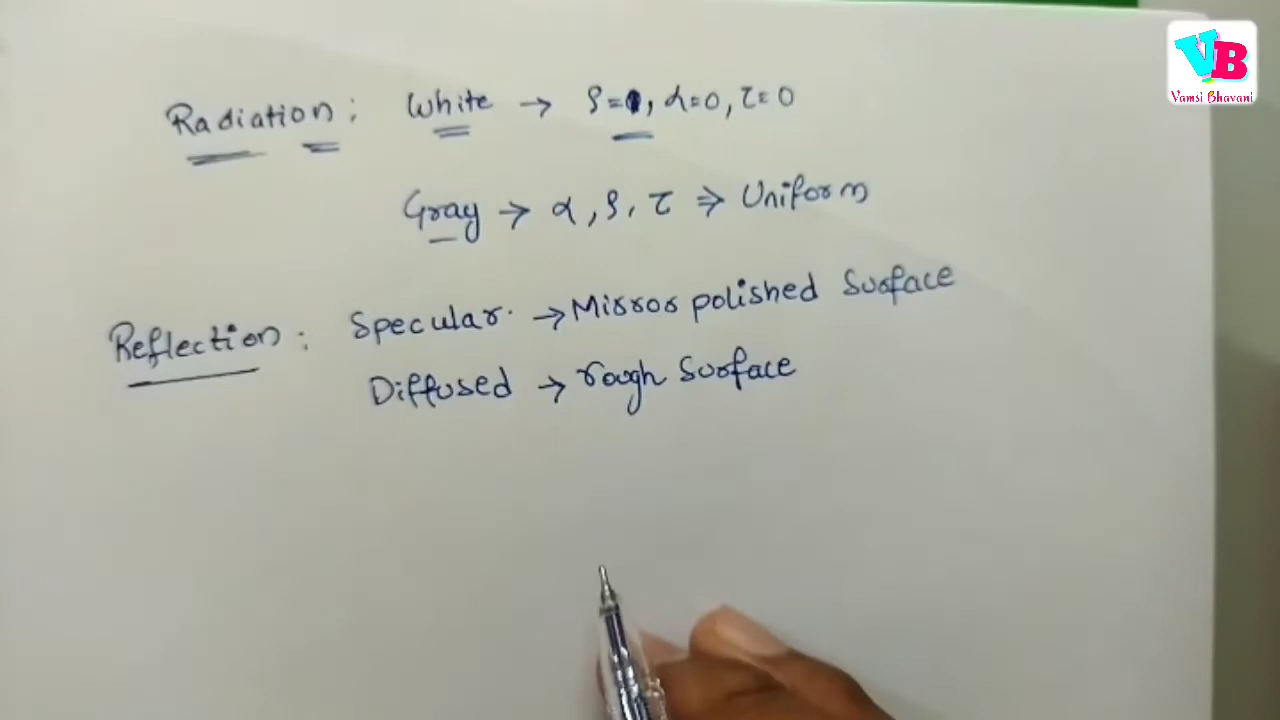 VB
Vamsi Bhavani
Radiation: White → ρ=1, α=0, τ=0
Gray → α, ρ, τ ⇒ Uniform
Reflection: Specular. → Mirror polished Surface
Diffused → rough Surface